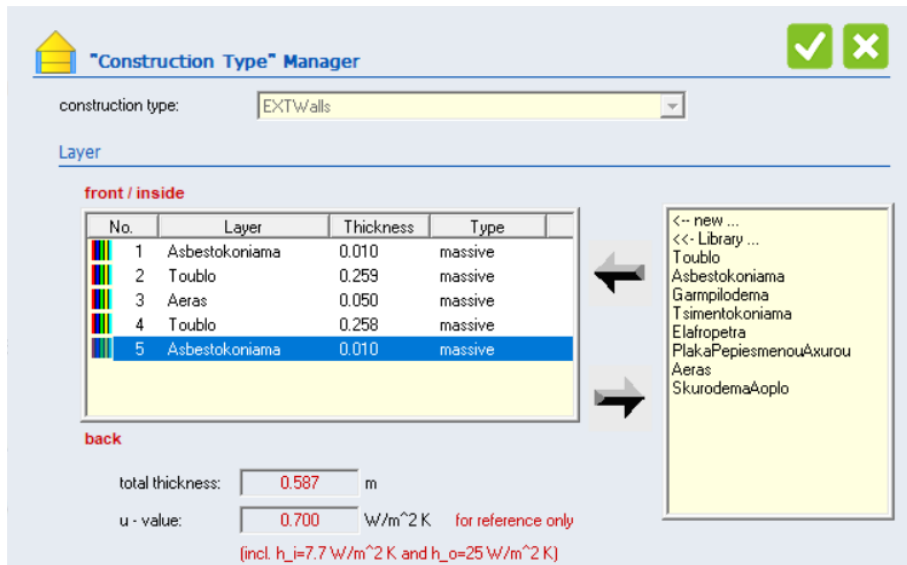 "Construction Type" Manager
construction type: EXTWalls
Layer
front / inside
No. Layer Thickness Type
1 Asbestokoniama 0.010 massive
2 Toublo 0.259 massive
3 Aeras 0.050 massive
4 Toublo 0.258 massive
5 Asbestokoniama 0.010 massive
back
<-- new ...
<<- Library ...
Toublo
Asbestokoniama
Garmpilodema
Tsimentokoniama
Elafropetra
PlakaPepiesmenouAxurou
Aeras
SkurodemaAoplo
total thickness: 0.587 m
u - value: 0.700 W/m^2 K for reference only
(incl. h_i=7.7 W/m^2 K and h_o=25 W/m^2 K)